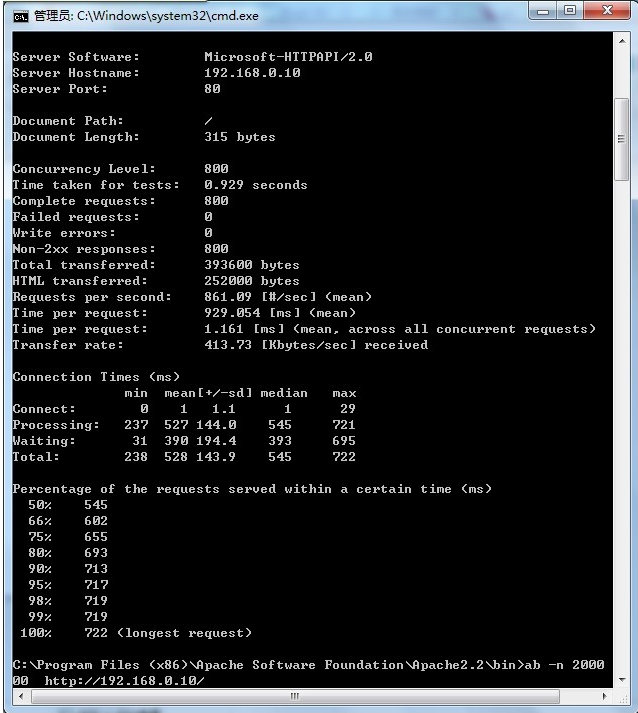 管理员: C:\Windows\system32\cmd.exe
Server Software:        Microsoft-HTTPAPI/2.0
Server Hostname:        192.168.0.10
Server Port:            80
Document Path:          /
Document Length:        315 bytes
Concurrency Level:      800
Time taken for tests:   0.929 seconds
Complete requests:      800
Failed requests:        0
Write errors:           0
Non-2xx responses:      800
Total transferred:      393600 bytes
HTML transferred:       252000 bytes
Requests per second:    861.09 [#/sec] (mean)
Time per request:       929.054 [ms] (mean)
Time per request:       1.161 [ms] (mean, across all concurrent requests)
Transfer rate:          413.73 [Kbytes/sec] received
Connection Times (ms)
              min  mean[+/-sd] median   max
Connect:        0    1   1.1      1      29
Processing:   237  527 144.0    545     721
Waiting:       31  390 194.4    393     695
Total:        238  528 143.9    545     722
Percentage of the requests served within a certain time (ms)
  50%    545
  66%    602
  75%    655
  80%    693
  90%    713
  95%    717
  98%    719
  99%    719
 100%    722 (longest request)
C:\Program Files (x86)\Apache Software Foundation\Apache2.2\bin>ab -n 2000
00  http://192.168.0.10/